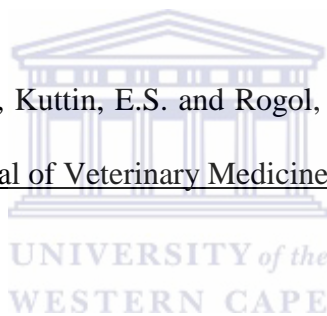 , Kuttin, E.S. and Rogol,
al of Veterinary Medicine
UNIVERSITY of the
WESTERN CAPE